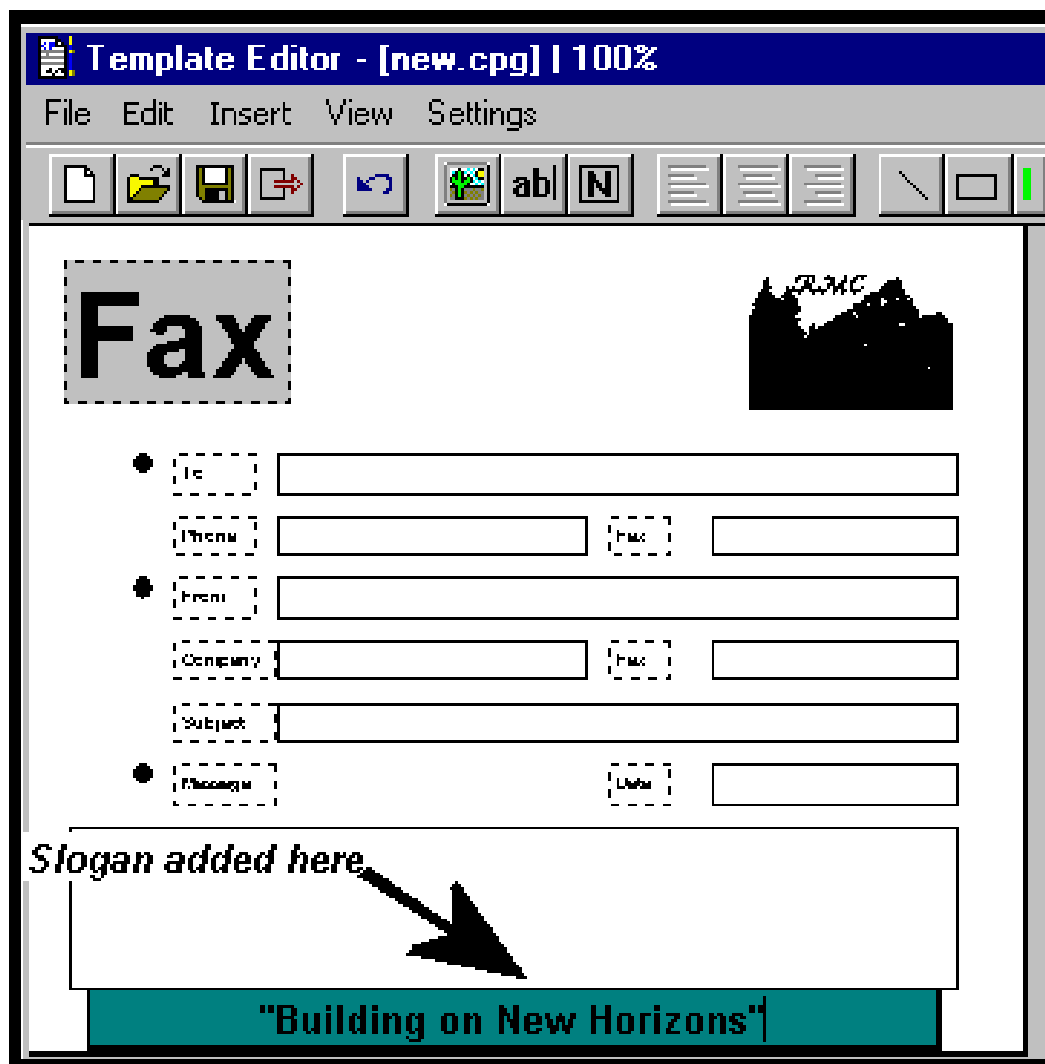 Template Editor - [new.cpg] | 100%
File Edit Insert View Settings
ab N
Fax
RMC
To
Phone Fax
From
Company Fax
Subject
Message Date
Slogan added here
"Building on New Horizons"